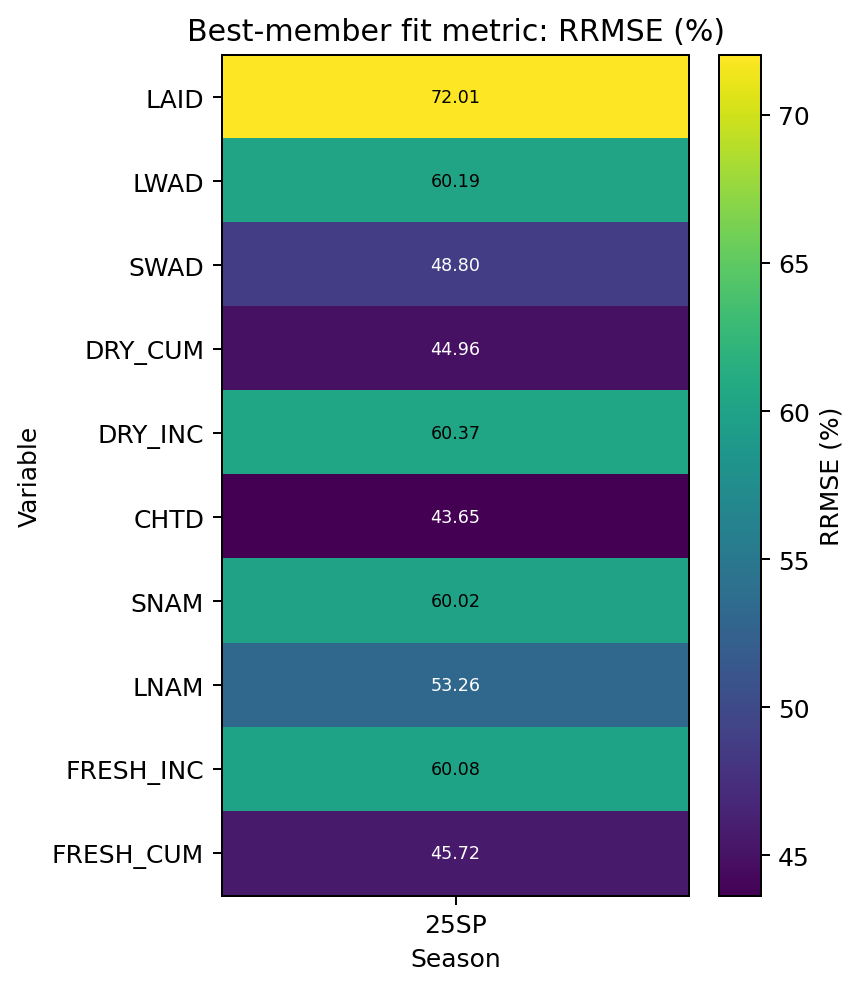 Best-member fit metric: RRMSE (%)
LAID 72.01
LWAD 60.19
SWAD 48.80
DRY_CUM 44.96
DRY_INC 60.37
CHTD 43.65
SNAM 60.02
LNAM 53.26
FRESH_INC 60.08
FRESH_CUM 45.72
Variable
25SP
Season
70
65
60
55
50
45
RRMSE (%)